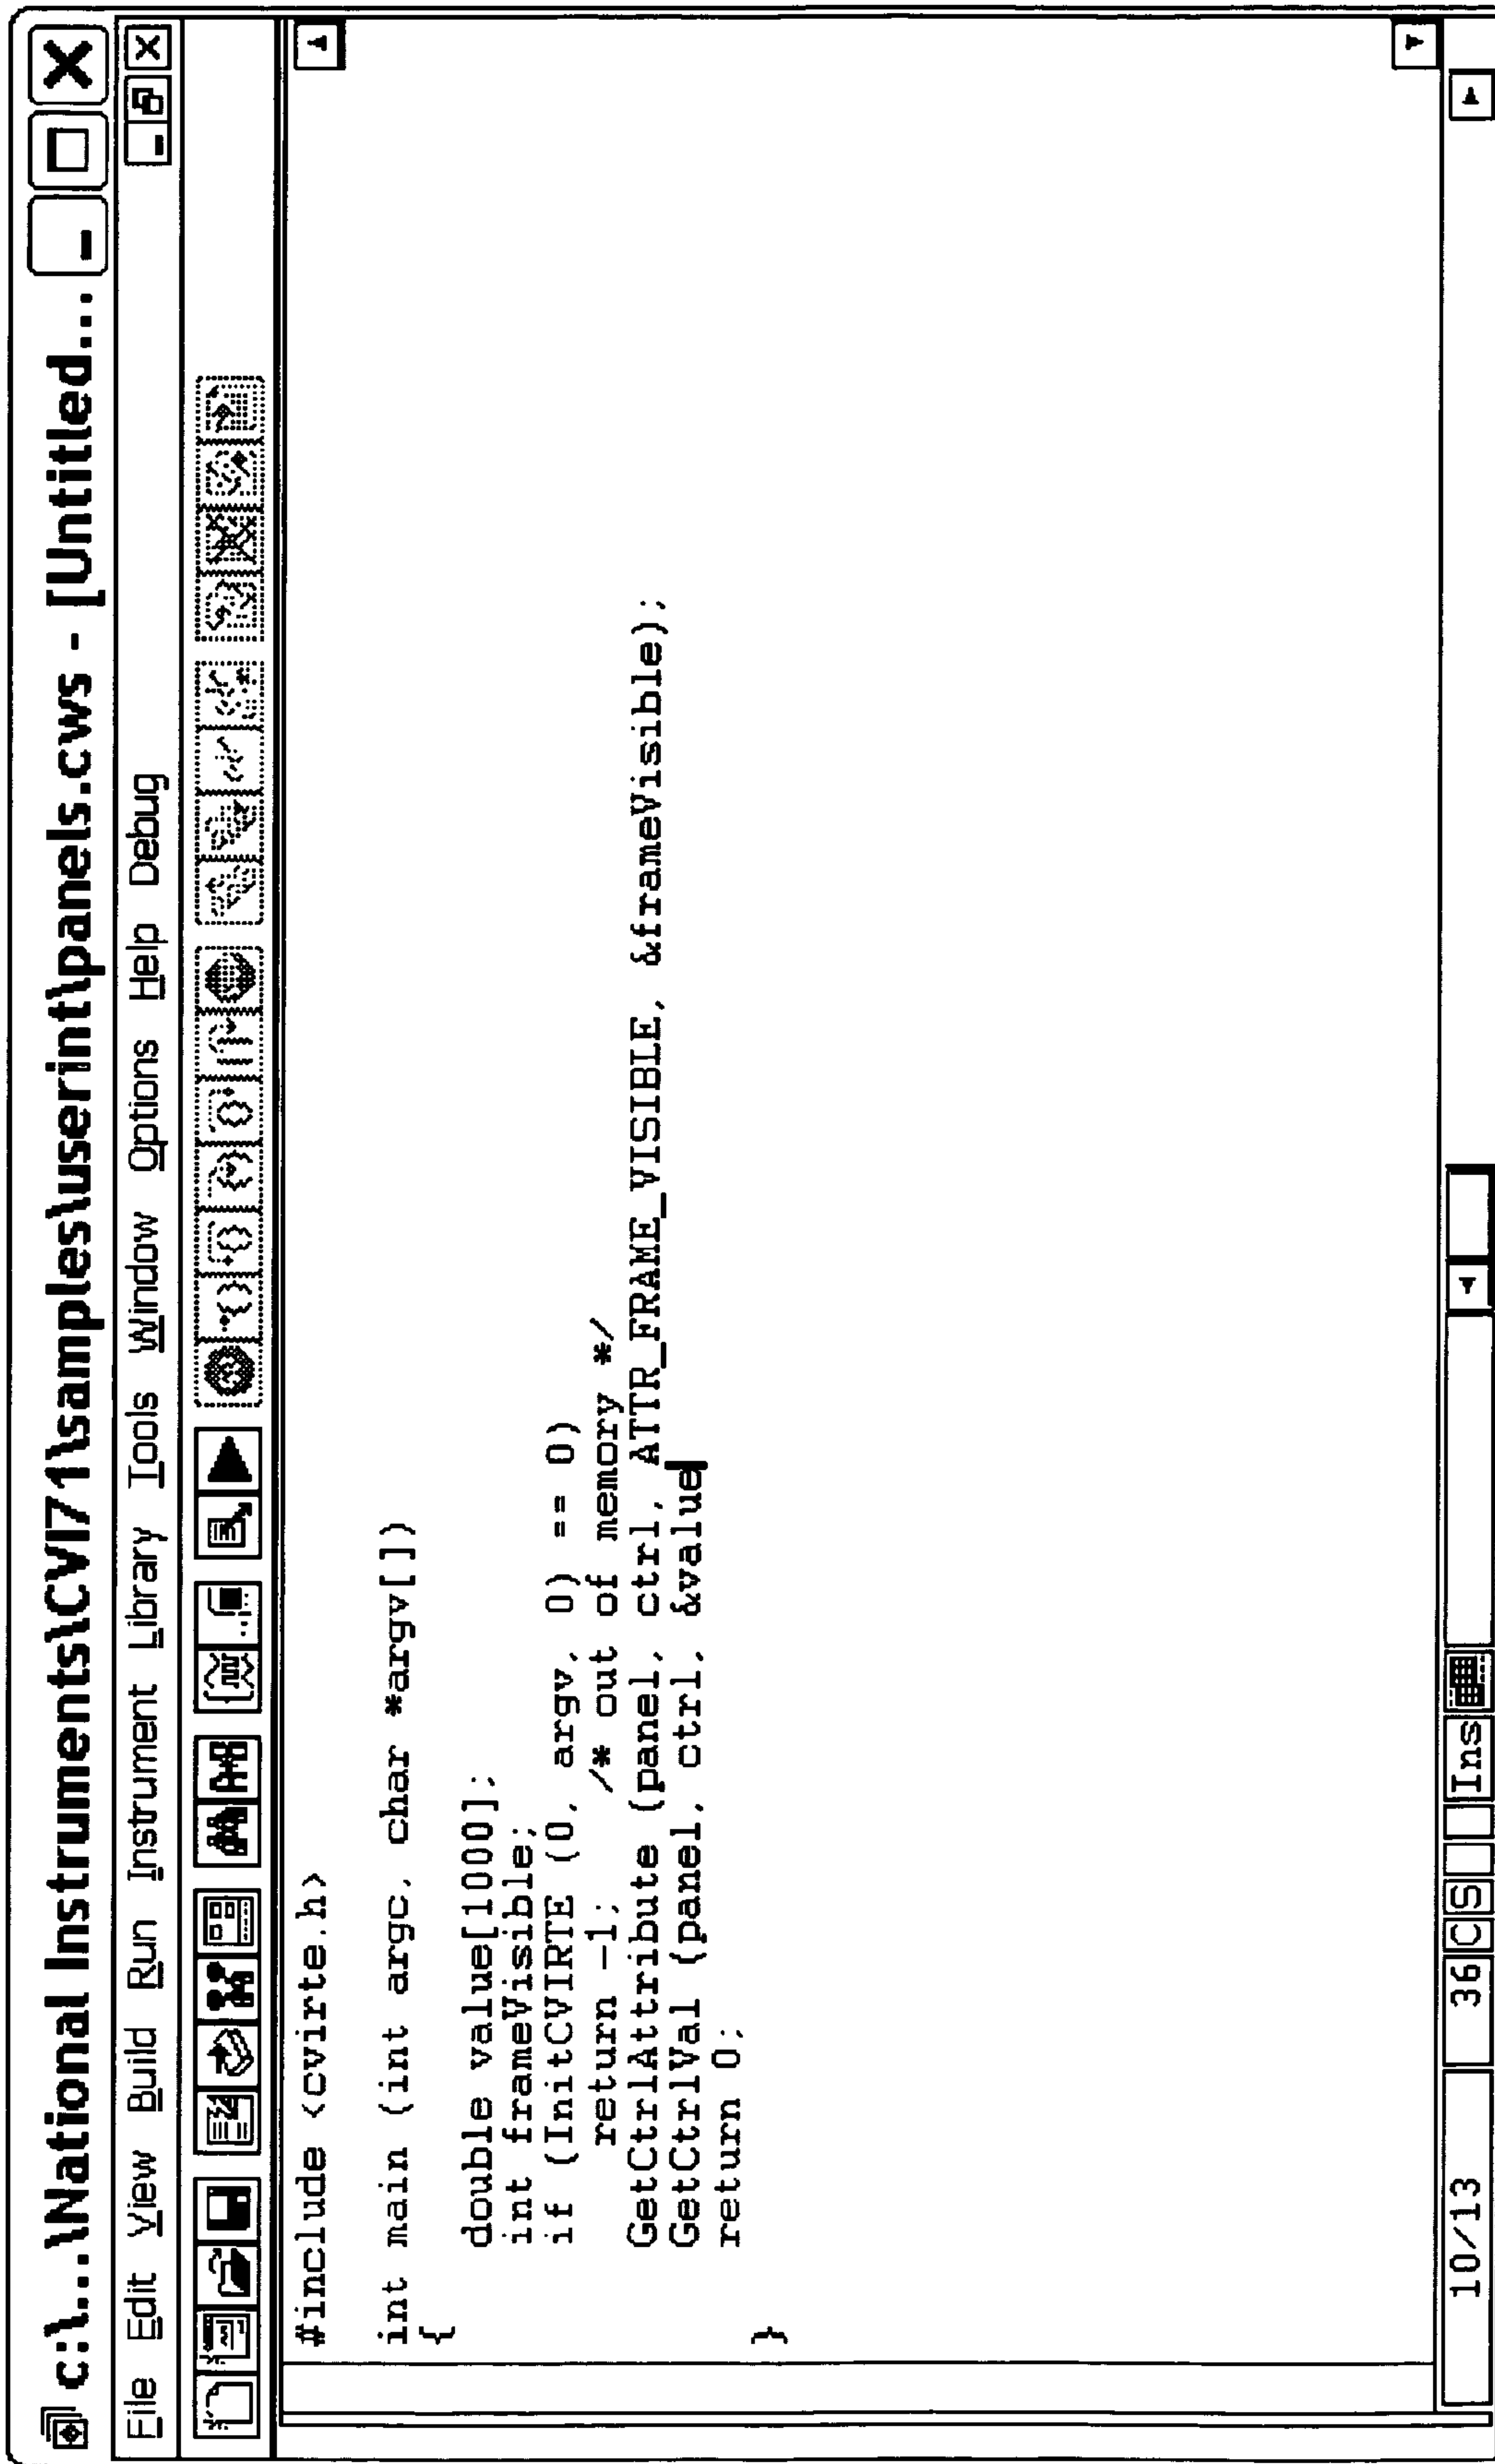 c:\...\National Instruments\CVI71\samples\userint\panels.cws - [Untitled...
File Edit View Build Run Instrument Library Tools Window Options Help Debug
#include <cvirte.h>
int main (int argc, char *argv[])
{
double value[1000];
int frameVisible;
if (InitCVIRTE (0, argv, 0) == 0)
return -1; /* out of memory */
GetCtrlAttribute (panel, ctrl, ATTR_FRAME_VISIBLE, &frameVisible);
GetCtrlVal (panel, ctrl, &value
return 0;
}
10/13 36 C S Ins